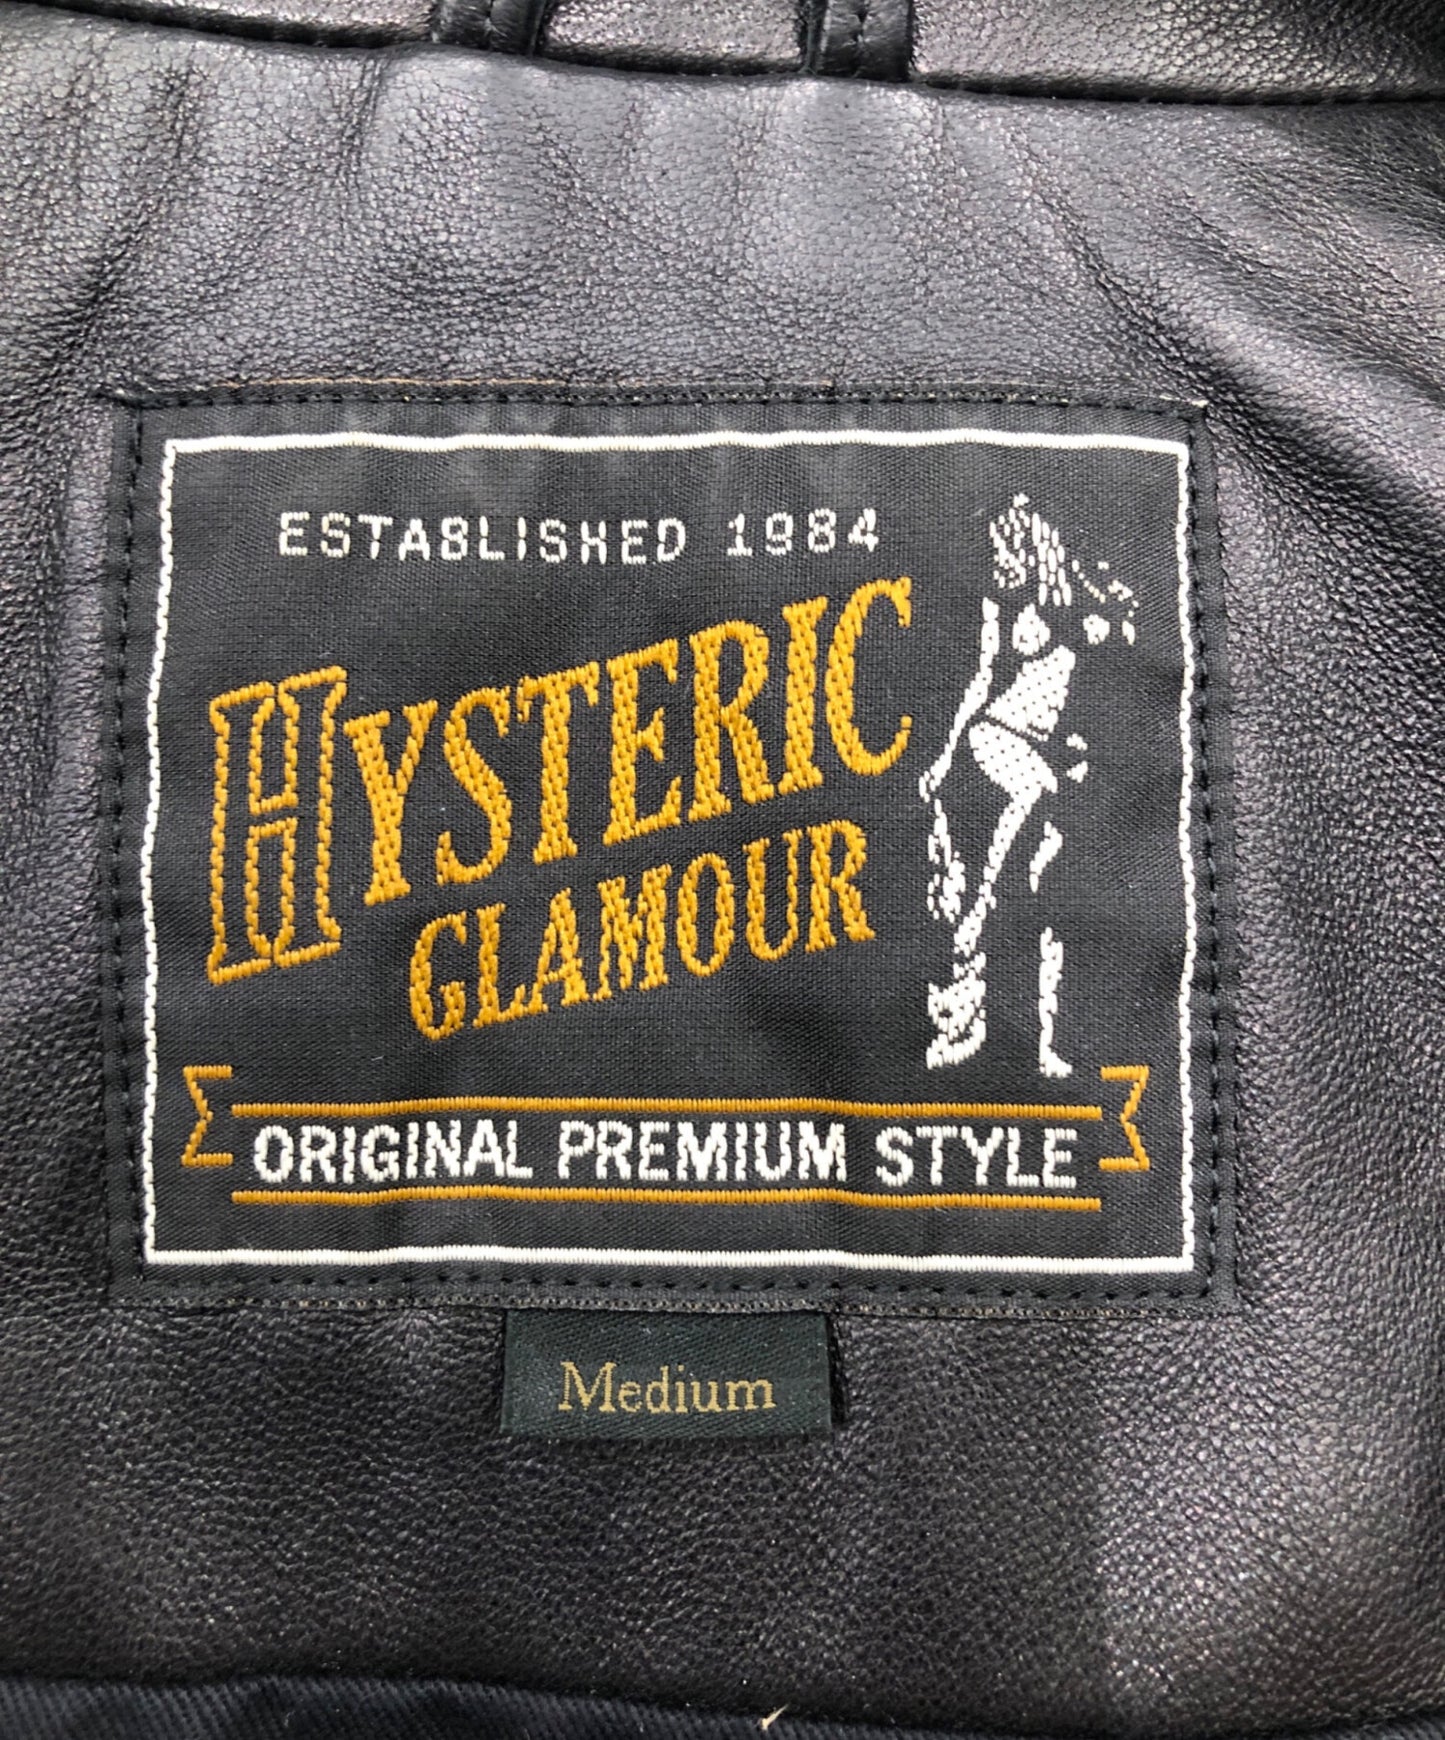 ESTABLISHED 1984
HYSTERIC
GLAMOUR
ORIGINAL PREMIUM STYLE
Medium